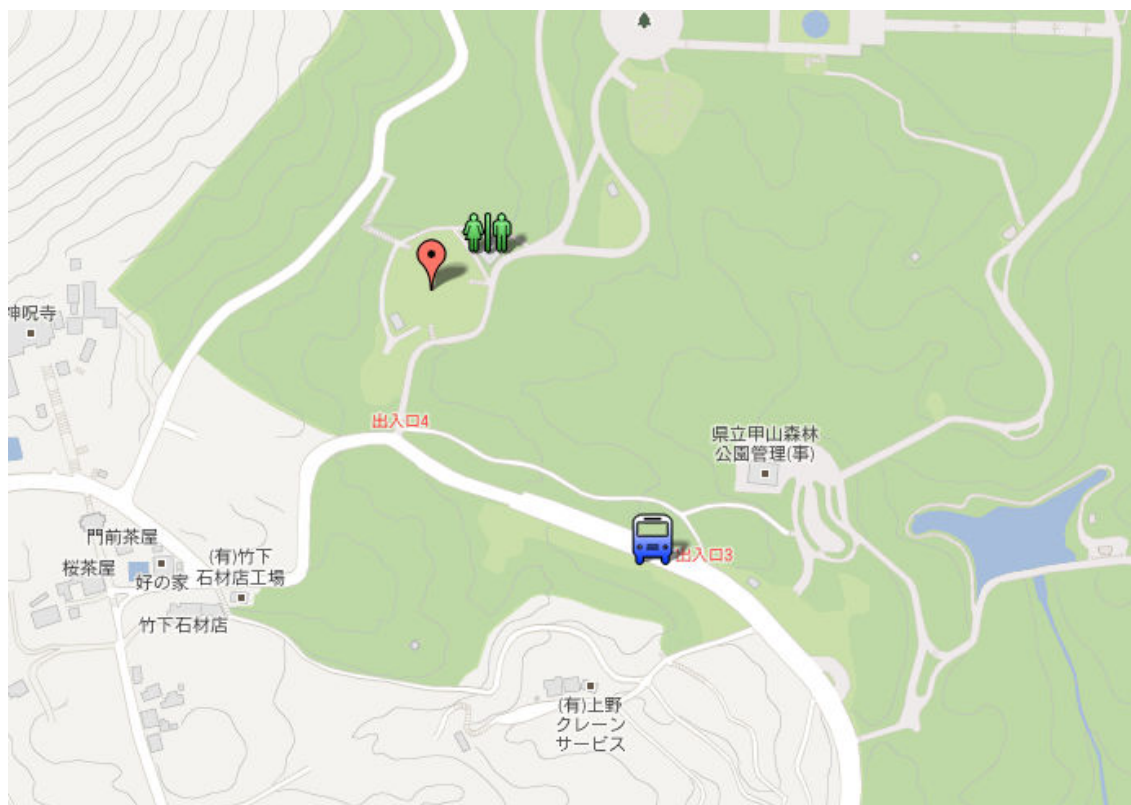 神呪寺
出入口4
県立甲山森林
公園管理(事)
門前茶屋
(有)竹下
石材店工場
出入口3
桜茶屋
好の家
竹下石材店
(有)上野
クレーン
サービス